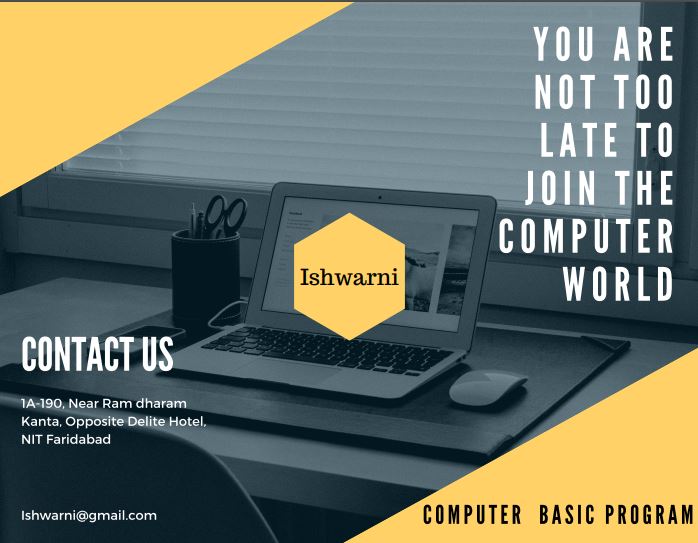 YOU ARE
NOT TOO
LATE TO
JOIN THE
COMPUTER
WORLD
Ishwarni
CONTACT US
1A-190, Near Ram dharam
Kanta, Opposite Delite Hotel,
NIT Faridabad
Ishwarni@gmail.com
COMPUTER BASIC PROGRAM